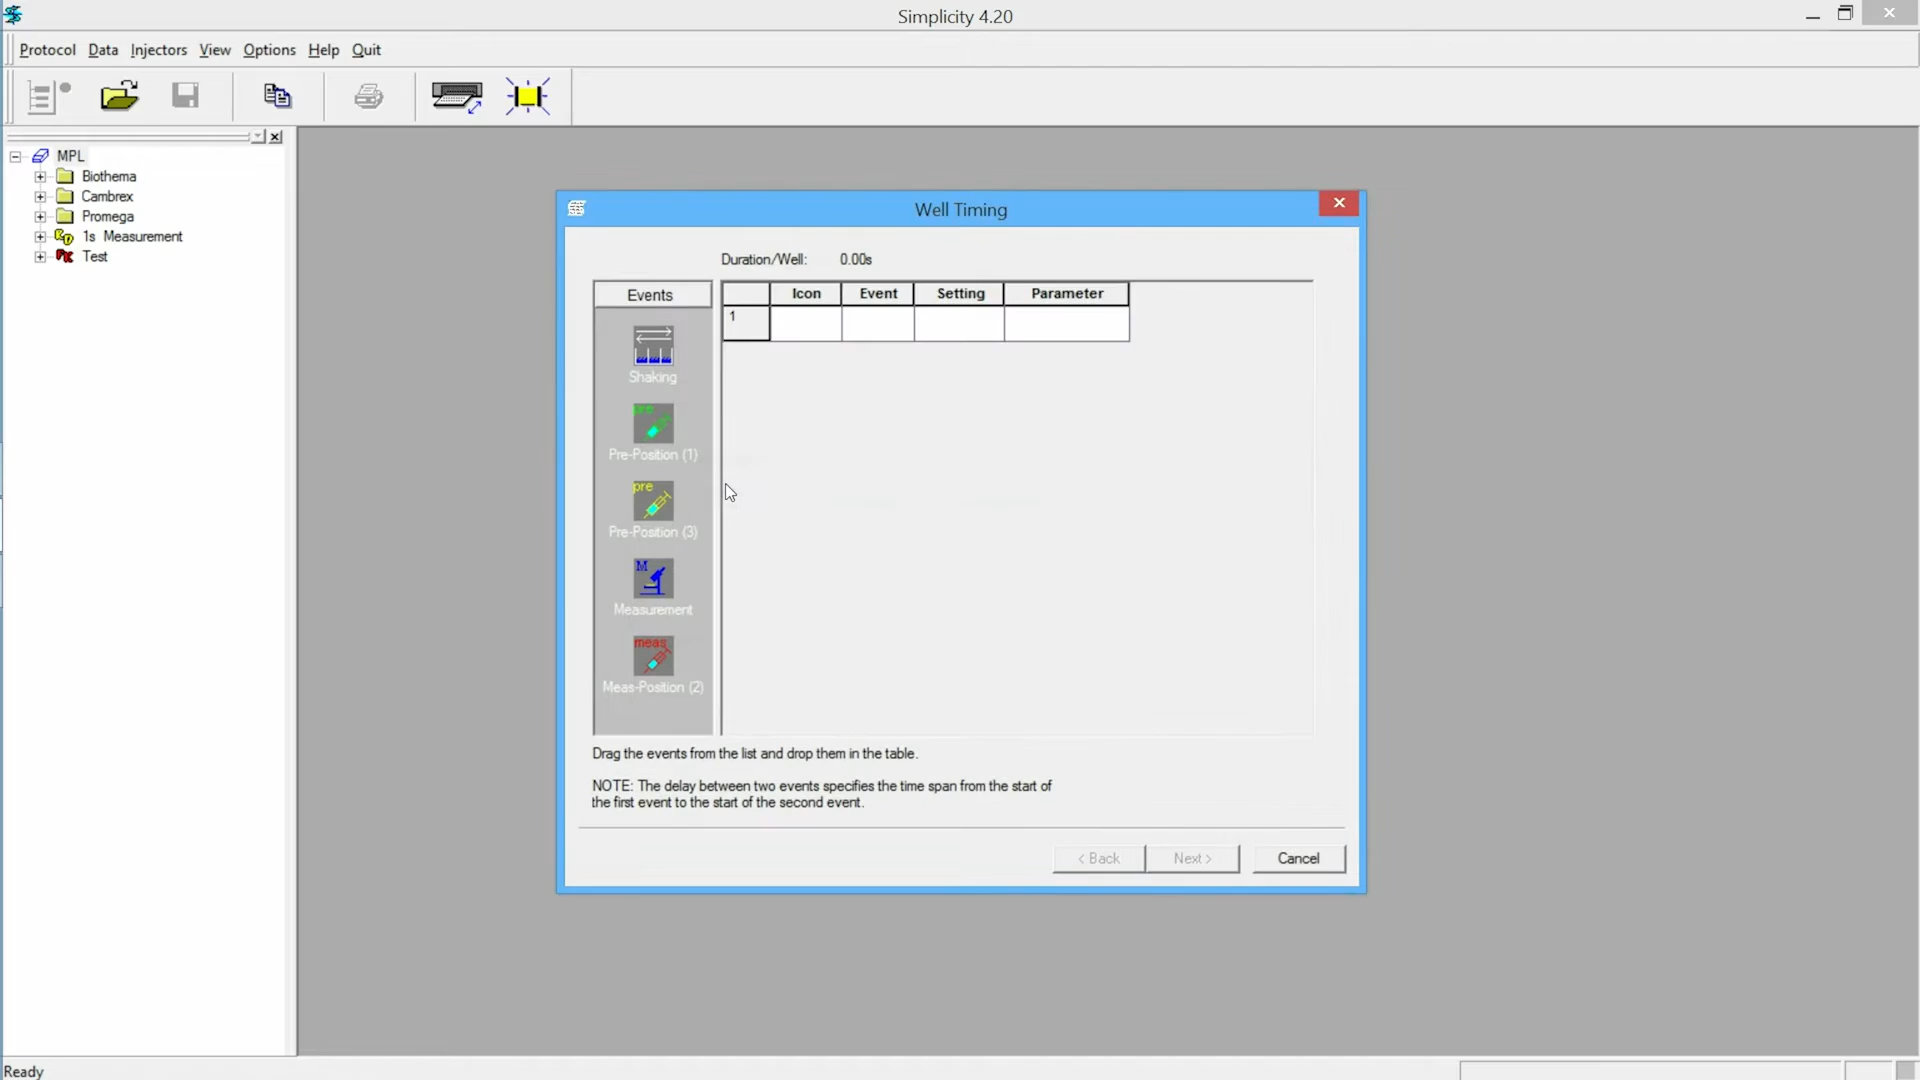 Simplicity 4.20
Protocol Data Injectors View Options Help Quit
MPL
Biothema
Cambrex
Promega
1s Measurement
Test
Well Timing
Duration/Well: 0.00s
Events
Icon Event Setting Parameter
1
Shaking
pre
Pre-Position (1)
pre
Pre-Position (3)
M
Measurement
meas
Meas-Position (2)
Drag the events from the list and drop them in the table.
NOTE: The delay between two events specifies the time span from the start of
the first event to the start of the second event.
< Back Next > Cancel
Ready